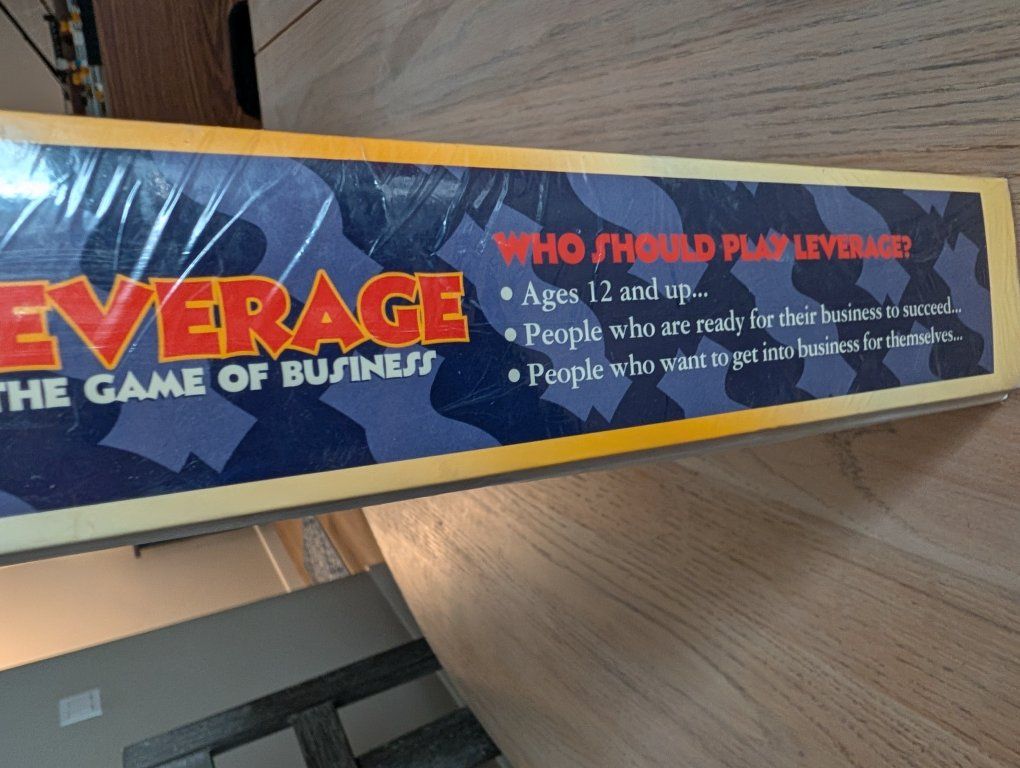 EVERAGE
THE GAME OF BUSINESS
WHO SHOULD PLAY LEVERAGE?
• Ages 12 and up...
• People who are ready for their business to succeed...
• People who want to get into business for themselves...